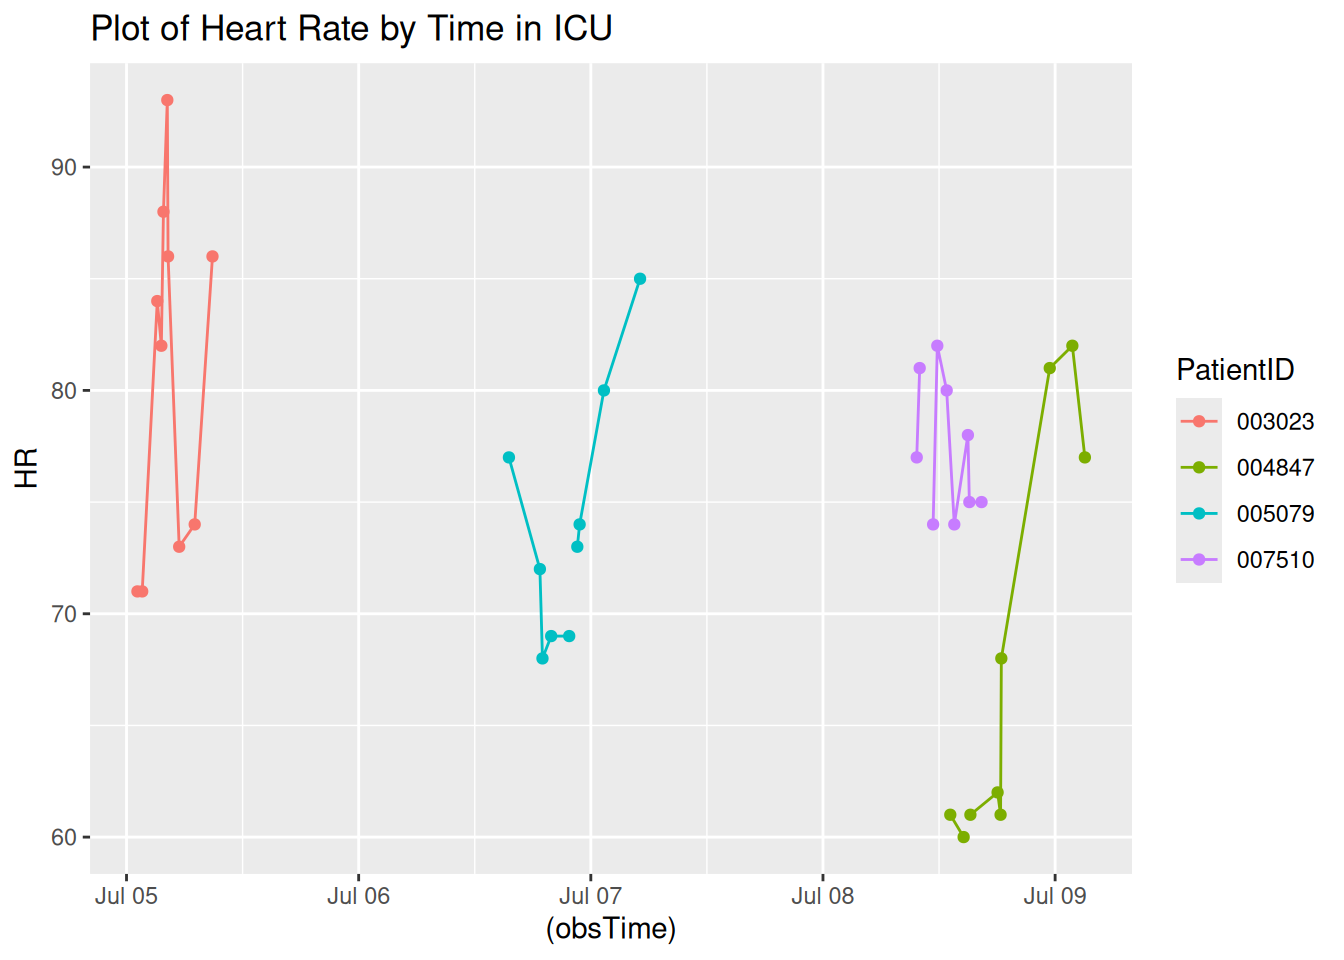 Plot of Heart Rate by Time in ICU
90
80
70
60
HR
Jul 05
Jul 06
Jul 07
Jul 08
Jul 09
(obsTime)
PatientID
003023
004847
005079
007510